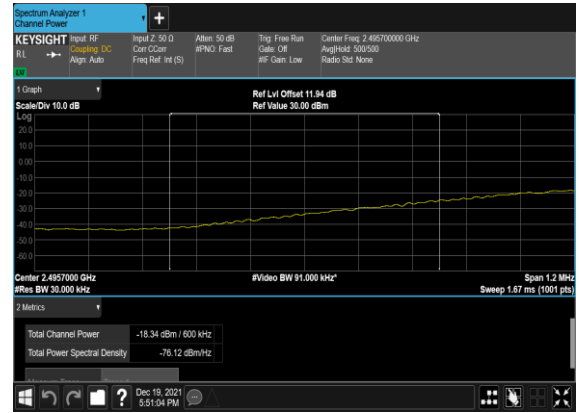 Spectrum Analyzer 1
Channel Power
KEYSIGHT
RL
LVI
Input: RF
Coupling: DC
Align: Auto
Input Z: 50 Ω
Corr CCorr
Freq Ref: Int (S)
Atten: 50 dB
#PNO: Fast
Trig: Free Run
Gate: Off
#IF Gain: Low
Center Freq: 2.495700000 GHz
Avg|Hold: 500/500
Radio Std: None
1 Graph
Scale/Div 10.0 dB
Ref Lvl Offset 11.94 dB
Ref Value 30.00 dBm
Log
20.0
10.0
0.00
-10.0
-20.0
-30.0
-40.0
-50.0
-60.0
Center 2.4957000 GHz
#Video BW 91.000 kHz*
Span 1.2 MHz
#Res BW 30.000 kHz
Sweep 1.67 ms (1001 pts)
2 Metrics
Total Channel Power -18.34 dBm / 600 kHz
Total Power Spectral Density -76.12 dBm/Hz
Dec 19, 2021
5:51:04 PM